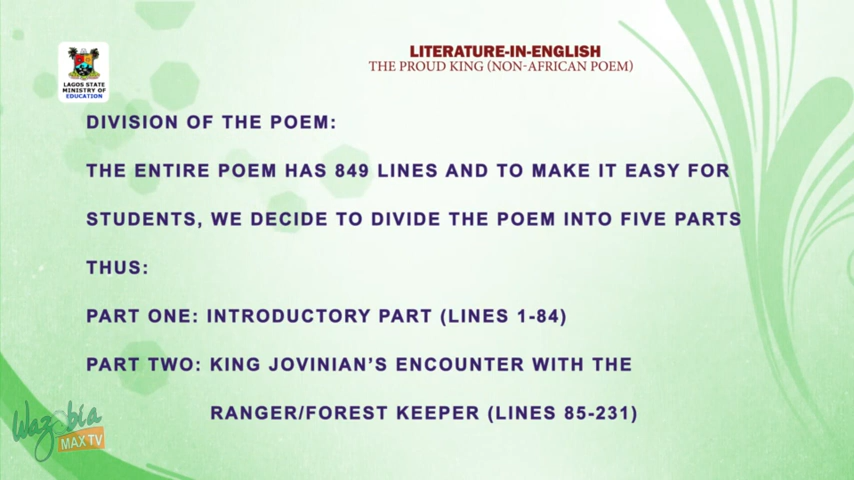 LITERATURE-IN-ENGLISH
THE PROUD KING (NON-AFRICAN POEM)
LAGOS STATE
MINISTRY OF
EDUCATION
DIVISION OF THE POEM:
THE ENTIRE POEM HAS 849 LINES AND TO MAKE IT EASY FOR
STUDENTS, WE DECIDE TO DIVIDE THE POEM INTO FIVE PARTS
THUS:
PART ONE: INTRODUCTORY PART (LINES 1-84)
PART TWO: KING JOVINIAN'S ENCOUNTER WITH THE
RANGER/FOREST KEEPER (LINES 85-231)
Wazobia
MAX TV